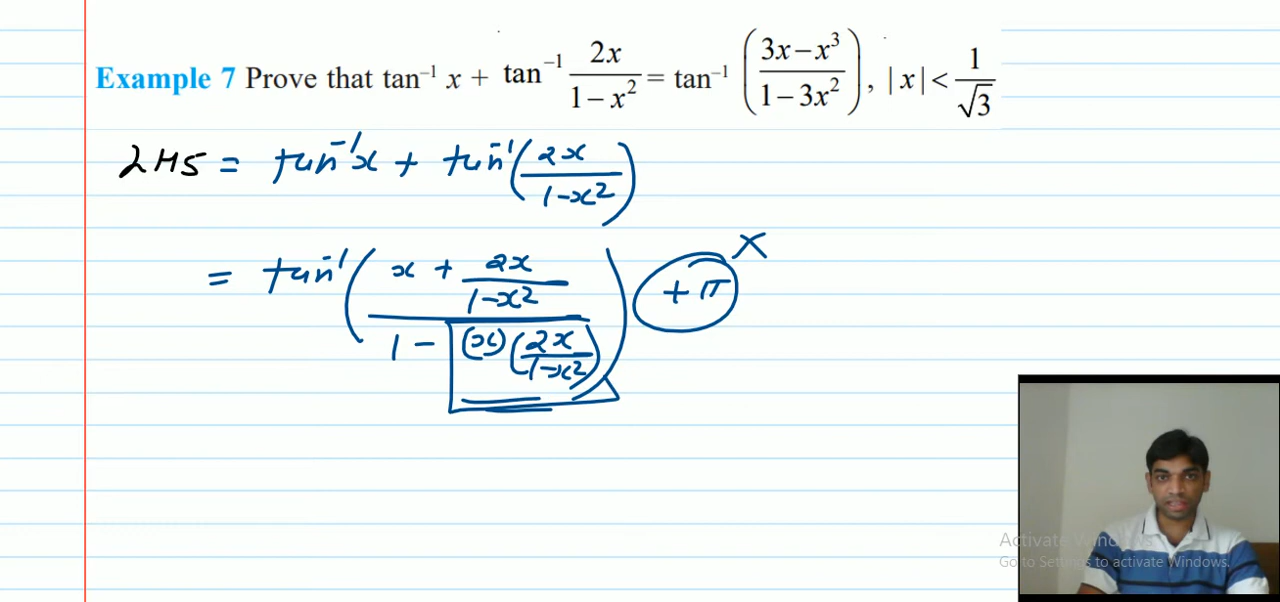 Example 7 Prove that tan⁻¹ x + tan⁻¹ 2x/(1−x²) = tan⁻¹ ((3x−x³)/(1−3x²)), |x| < 1/√3
LHS = tan⁻¹x + tan⁻¹(2x/(1−x²))
= tan⁻¹((x + 2x/(1−x²))/(1 − (x)(2x/(1−x²)))) +π ×
Activate Windows
Go to Settings to activate Windows.